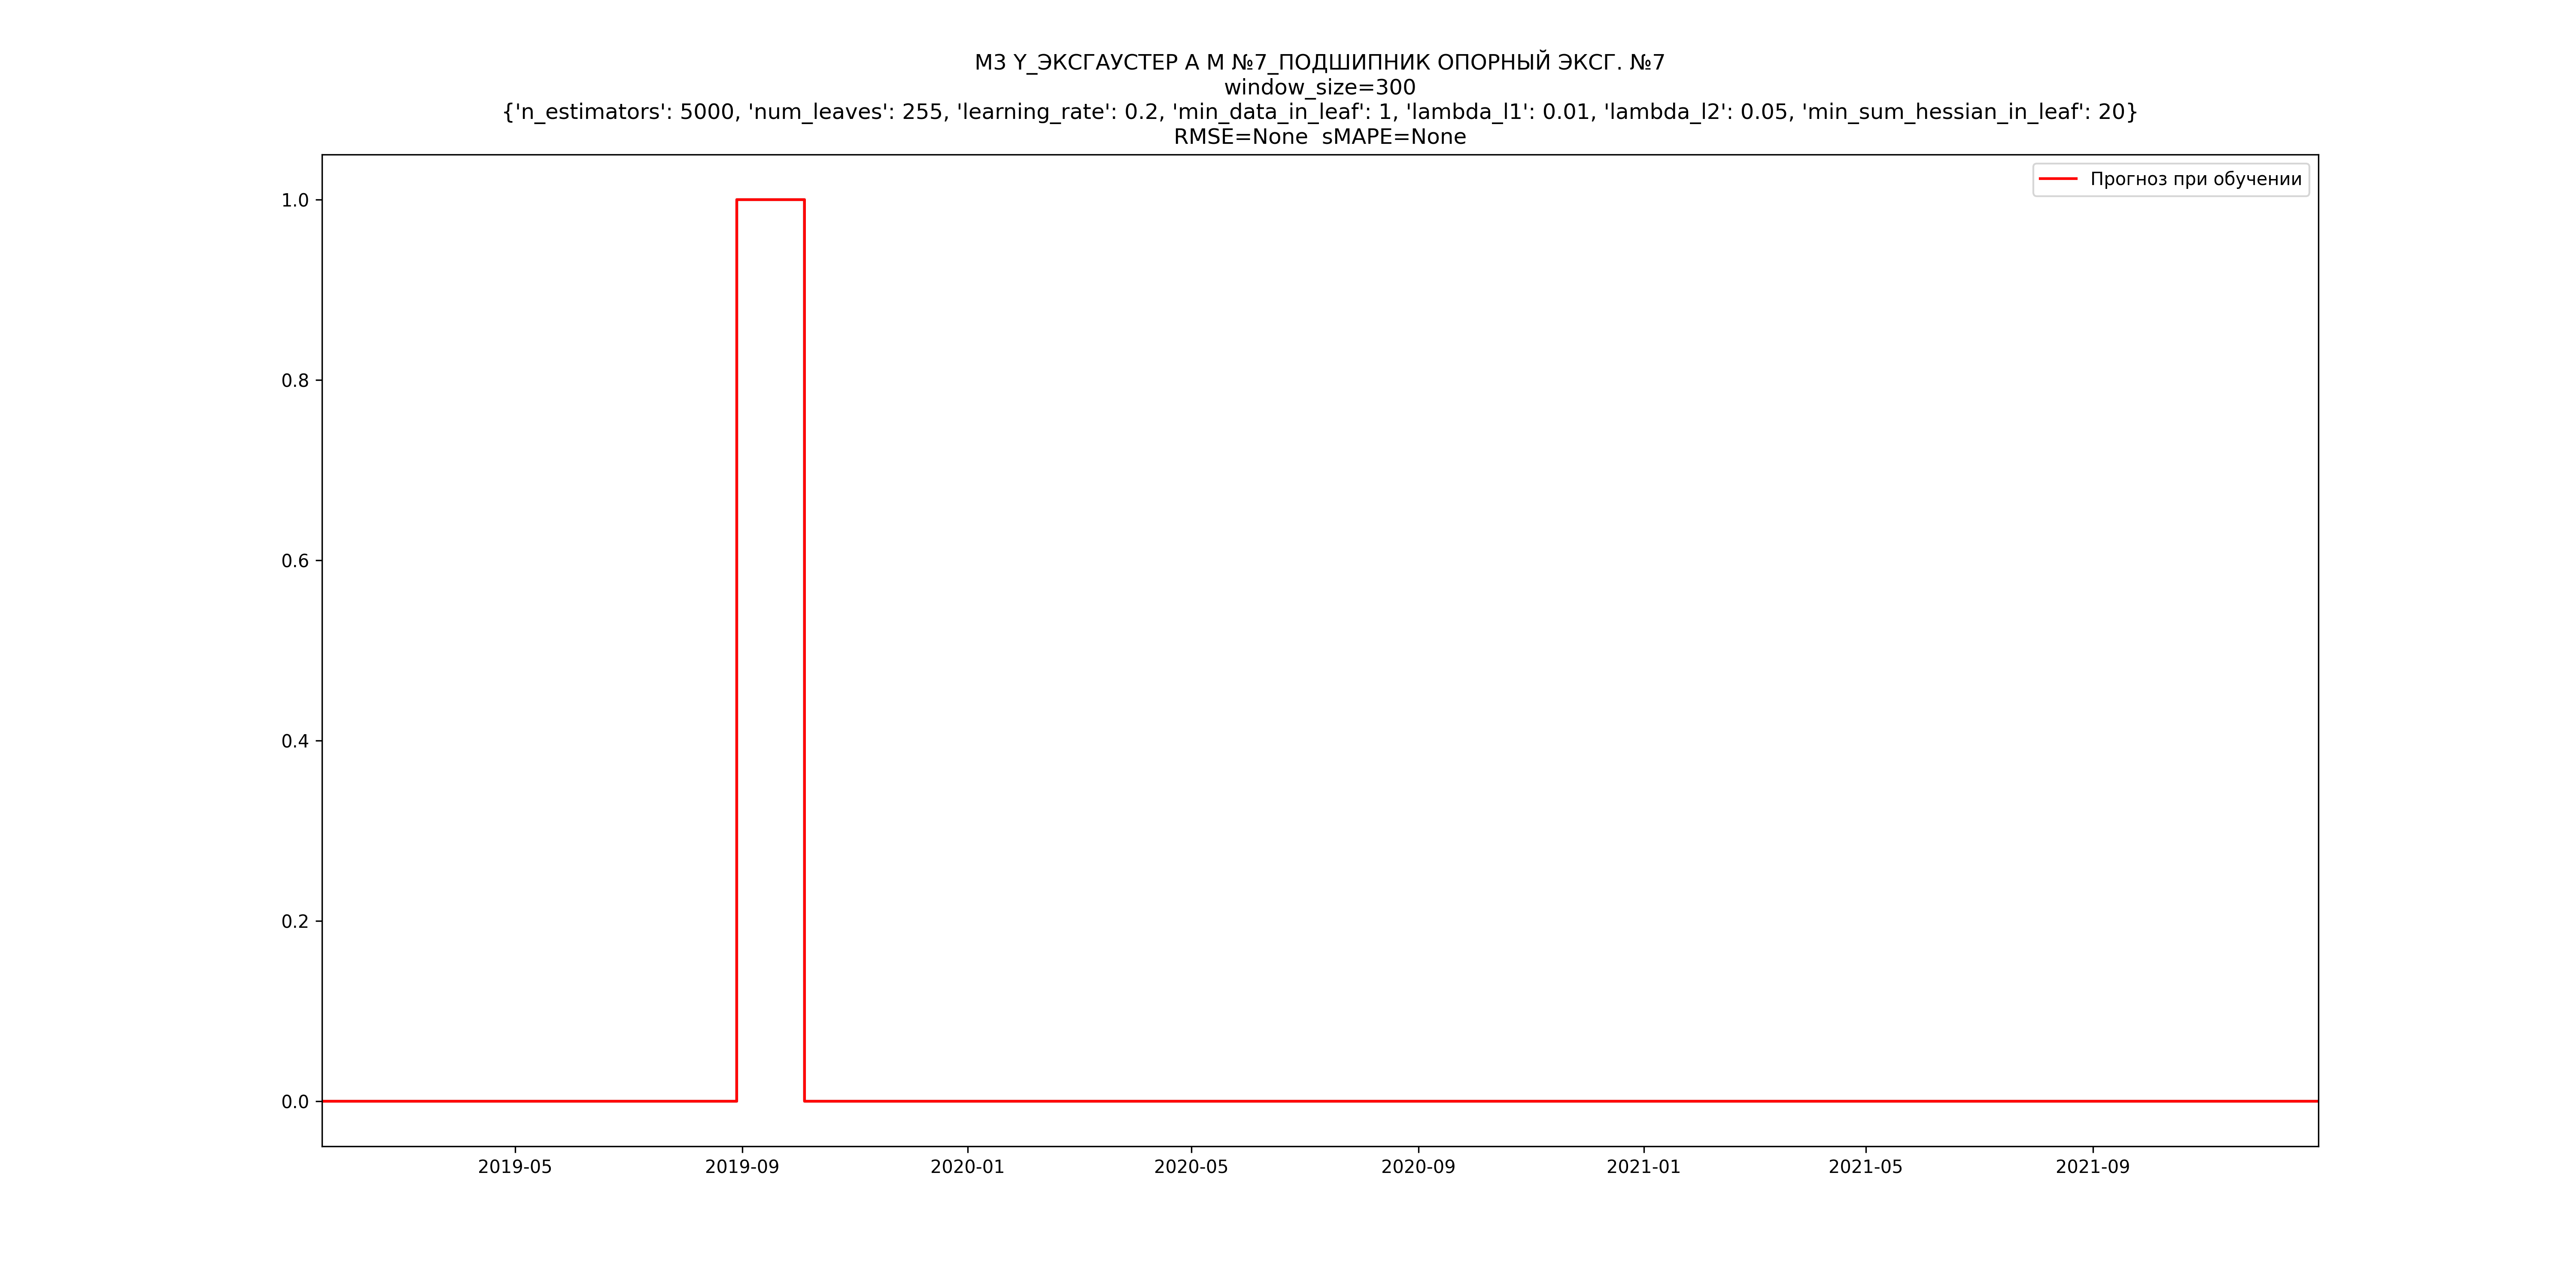 М3 Y_ЭКСГАУСТЕР А М №7_ПОДШИПНИК ОПОРНЫЙ ЭКСГ. №7
window_size=300
{'n_estimators': 5000, 'num_leaves': 255, 'learning_rate': 0.2, 'min_data_in_leaf': 1, 'lambda_l1': 0.01, 'lambda_l2': 0.05, 'min_sum_hessian_in_leaf': 20}
RMSE=None  sMAPE=None
Прогноз при обучении
1.0
0.8
0.6
0.4
0.2
0.0
2019-05 2019-09 2020-01 2020-05 2020-09 2021-01 2021-05 2021-09